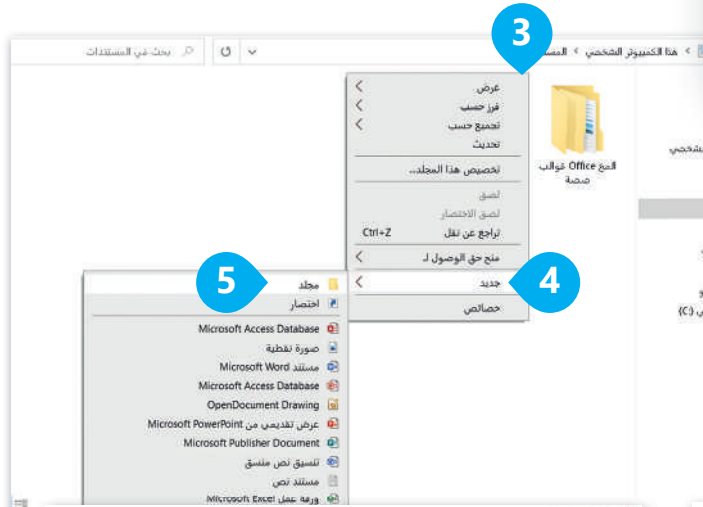 3
هذا الكمبيوتر الشخصي
بحث في المستندات
عرض
فرز حسب
تجميع حسب
تحديث
تخصيص هذا المجلد...
لصق
لصق الاختصار
تراجع عن نقل Ctrl+Z
منح حق الوصول لـ
جديد
خصائص
4
قوالب Office المخ
صصة
(C:)
5
مجلد
اختصار
Microsoft Access Database
صورة نقطية
مستند Microsoft Word
Microsoft Access Database
OpenDocument Drawing
عرض تقديمي من Microsoft PowerPoint
Microsoft Publisher Document
تنسيق نص منسق
مستند نص
ورقة عمل Microsoft Excel